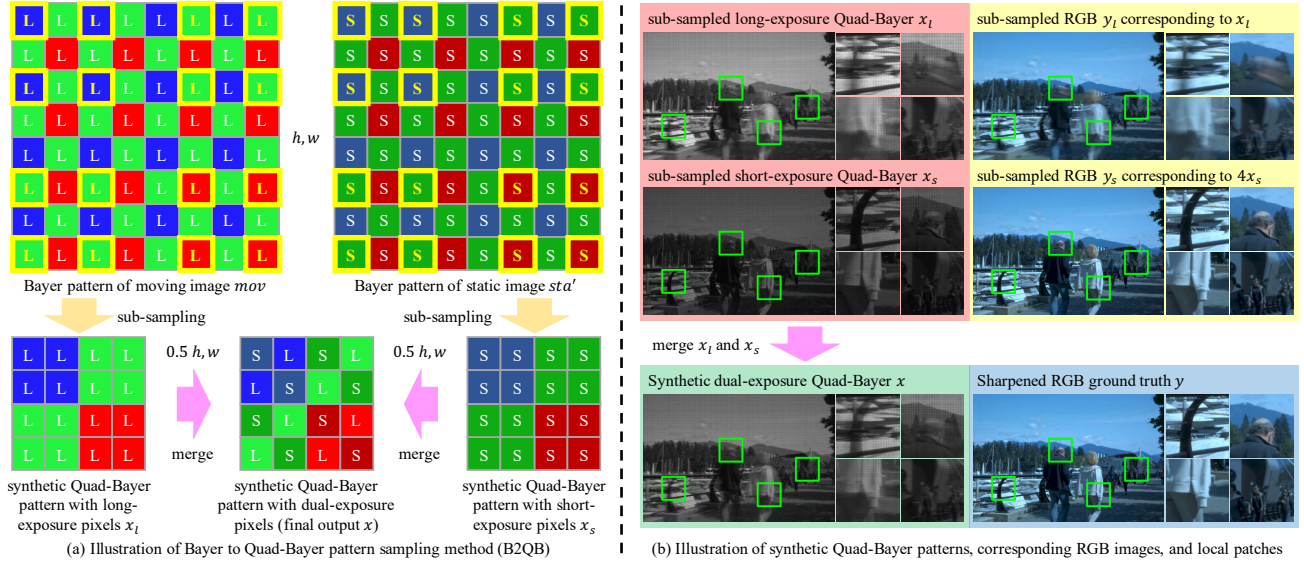 L L L L L L L L
L L L L L L L L
L L L L L L L L
L L L L L L L L
L L L L L L L L
L L L L L L L L
L L L L L L L L
L L L L L L L L
Bayer pattern of moving image mov
h, w
S S S S S S S S
S S S S S S S S
S S S S S S S S
S S S S S S S S
S S S S S S S S
S S S S S S S S
S S S S S S S S
S S S S S S S S
Bayer pattern of static image sta′
sub-sampling
sub-sampling
L L L L
L L L L
L L L L
L L L L
0.5 h, w
merge
S L S L
L S L S
S L S L
L S L S
0.5 h, w
merge
S S S S
S S S S
S S S S
S S S S
synthetic Quad-Bayer
pattern with long-
exposure pixels x_l
synthetic Quad-Bayer
pattern with dual-exposure
pixels (final output x)
synthetic Quad-Bayer
pattern with short-
exposure pixels x_s
(a) Illustration of Bayer to Quad-Bayer pattern sampling method (B2QB)
sub-sampled long-exposure Quad-Bayer x_l
sub-sampled RGB y_l corresponding to x_l
sub-sampled short-exposure Quad-Bayer x_s
sub-sampled RGB y_s corresponding to 4x_s
merge x_l and x_s
Synthetic dual-exposure Quad-Bayer x
Sharpened RGB ground truth y
(b) Illustration of synthetic Quad-Bayer patterns, corresponding RGB images, and local patches